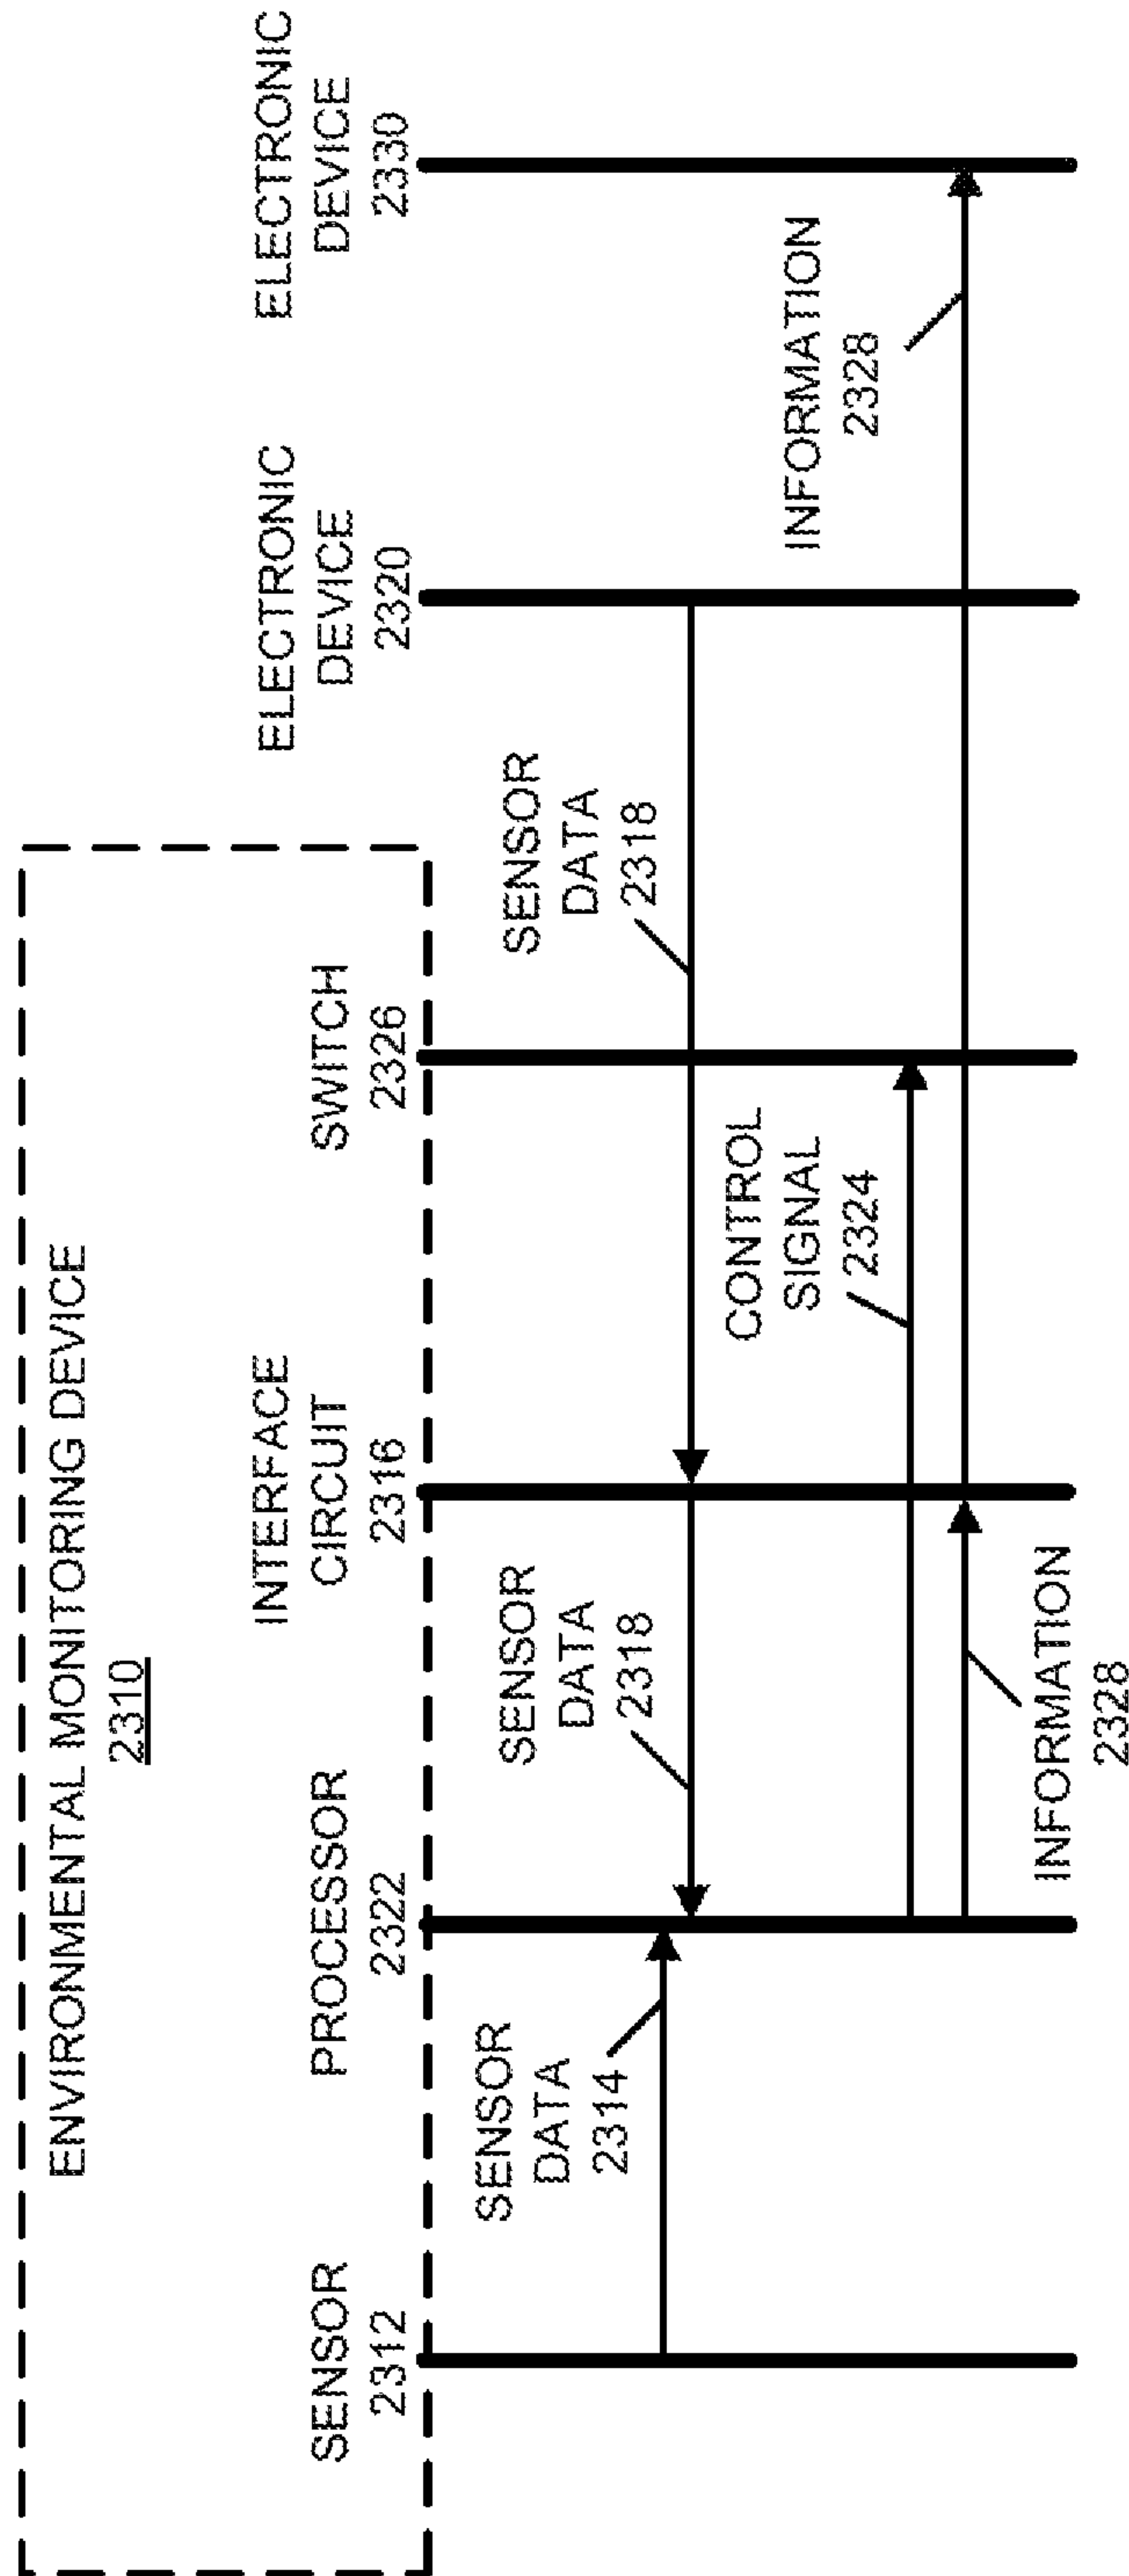 ENVIRONMENTAL MONITORING DEVICE
2310
SENSOR
2312
PROCESSOR
2322
INTERFACE
CIRCUIT
2316
SWITCH
2326
ELECTRONIC
DEVICE
2320
ELECTRONIC
DEVICE
2330
SENSOR
DATA
2314
SENSOR
DATA
2318
SENSOR
DATA
2318
CONTROL
SIGNAL
2324
INFORMATION
2328
INFORMATION
2328